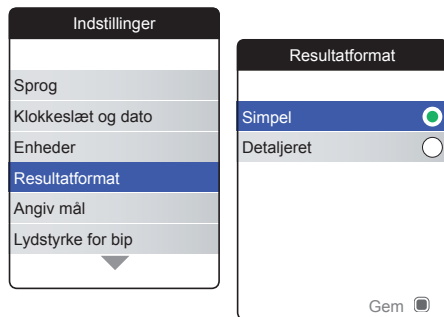 Indstillinger
Sprog
Klokkeslæt og dato
Enheder
Resultatformat
Angiv mål
Lydstyrke for bip
Resultatformat
Simpel
Detaljeret
Gem